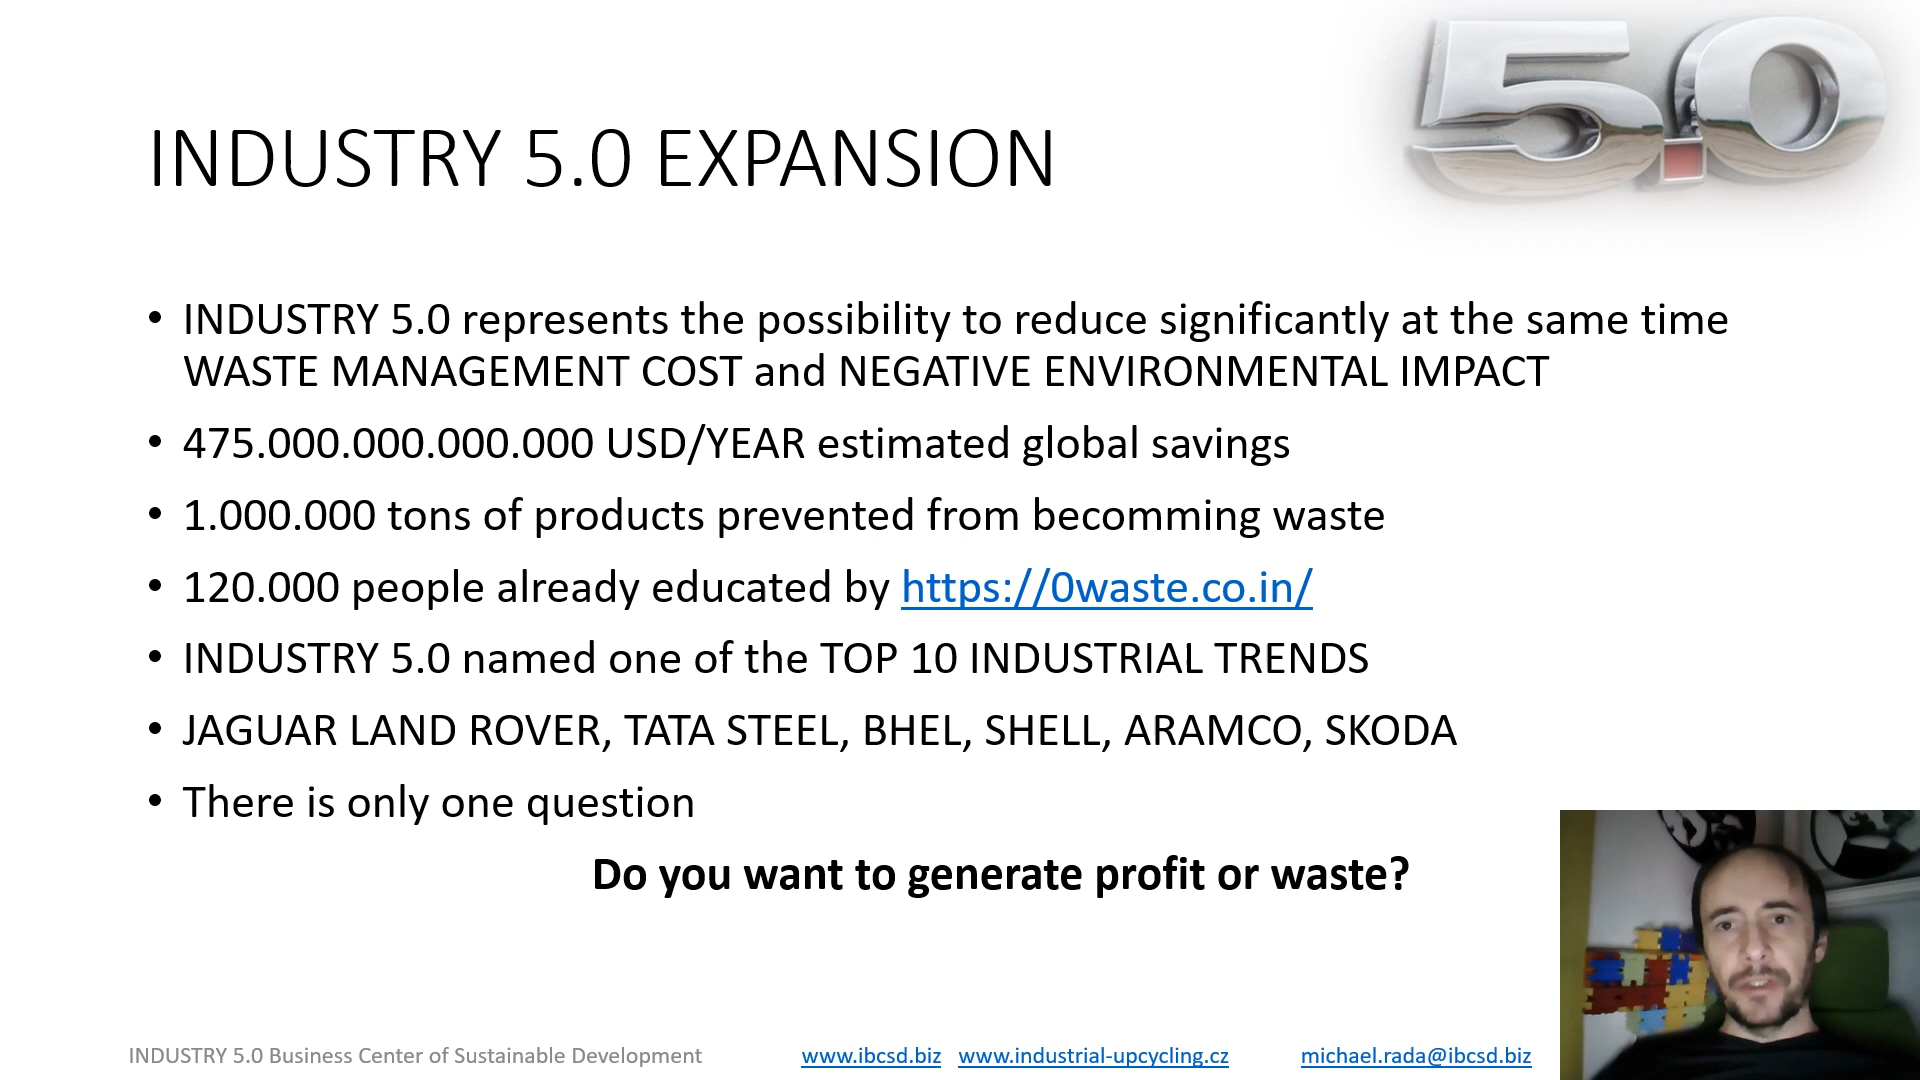 5.0
INDUSTRY 5.0 EXPANSION
• INDUSTRY 5.0 represents the possibility to reduce significantly at the same time
WASTE MANAGEMENT COST and NEGATIVE ENVIRONMENTAL IMPACT
• 475.000.000.000.000 USD/YEAR estimated global savings
• 1.000.000 tons of products prevented from becomming waste
• 120.000 people already educated by https://0waste.co.in/
• INDUSTRY 5.0 named one of the TOP 10 INDUSTRIAL TRENDS
• JAGUAR LAND ROVER, TATA STEEL, BHEL, SHELL, ARAMCO, SKODA
• There is only one question
Do you want to generate profit or waste?
INDUSTRY 5.0 Business Center of Sustainable Development www.ibcsd.biz www.industrial-upcycling.cz michael.rada@ibcsd.biz